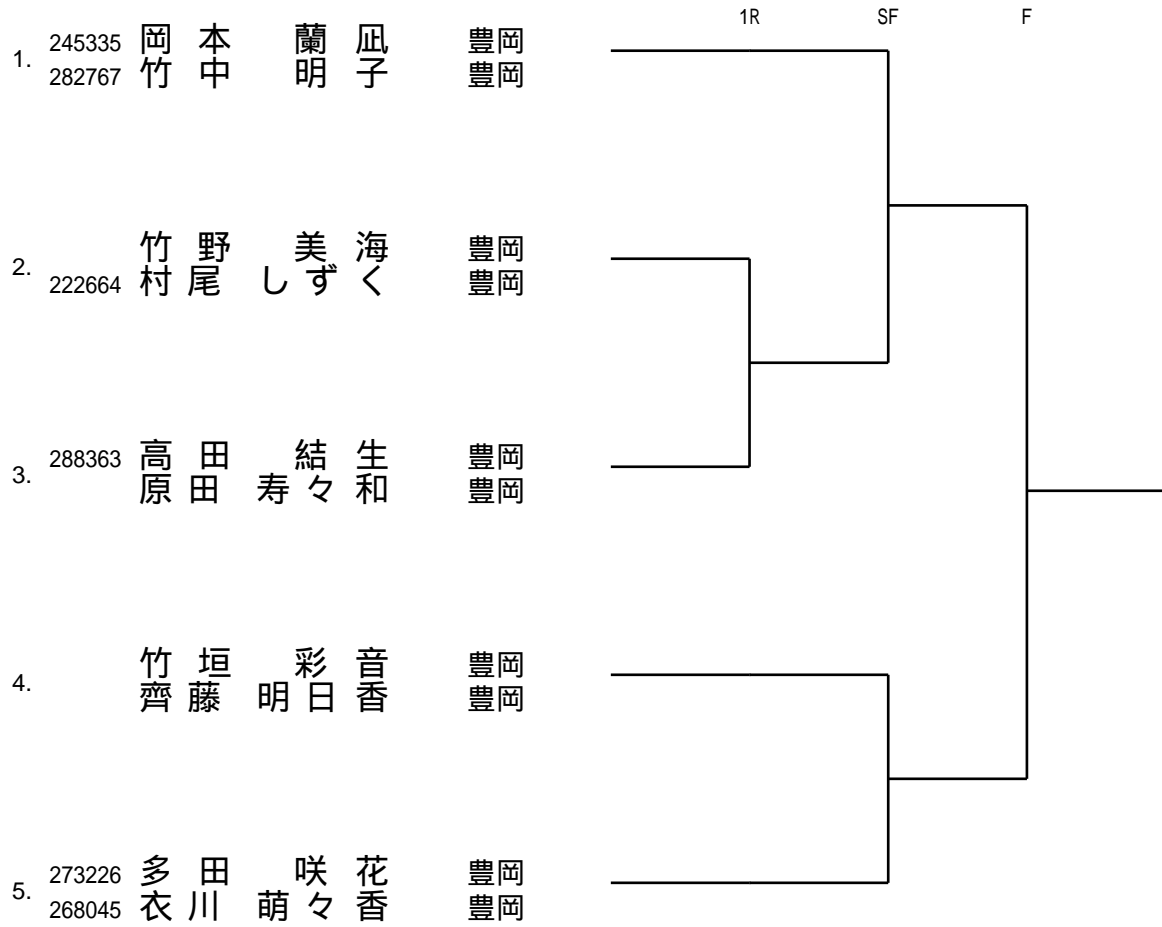 1R SF F
1. 245335 岡本 蘭凪 豊岡
282767 竹中 明子 豊岡
2. 竹野 美海 豊岡
222664 村尾 しずく 豊岡
3. 288363 高田 結生 豊岡
原田 寿々和 豊岡
4. 竹垣 彩音 豊岡
齊藤 明日香 豊岡
5. 273226 多田 咲花 豊岡
268045 衣川 萌々香 豊岡